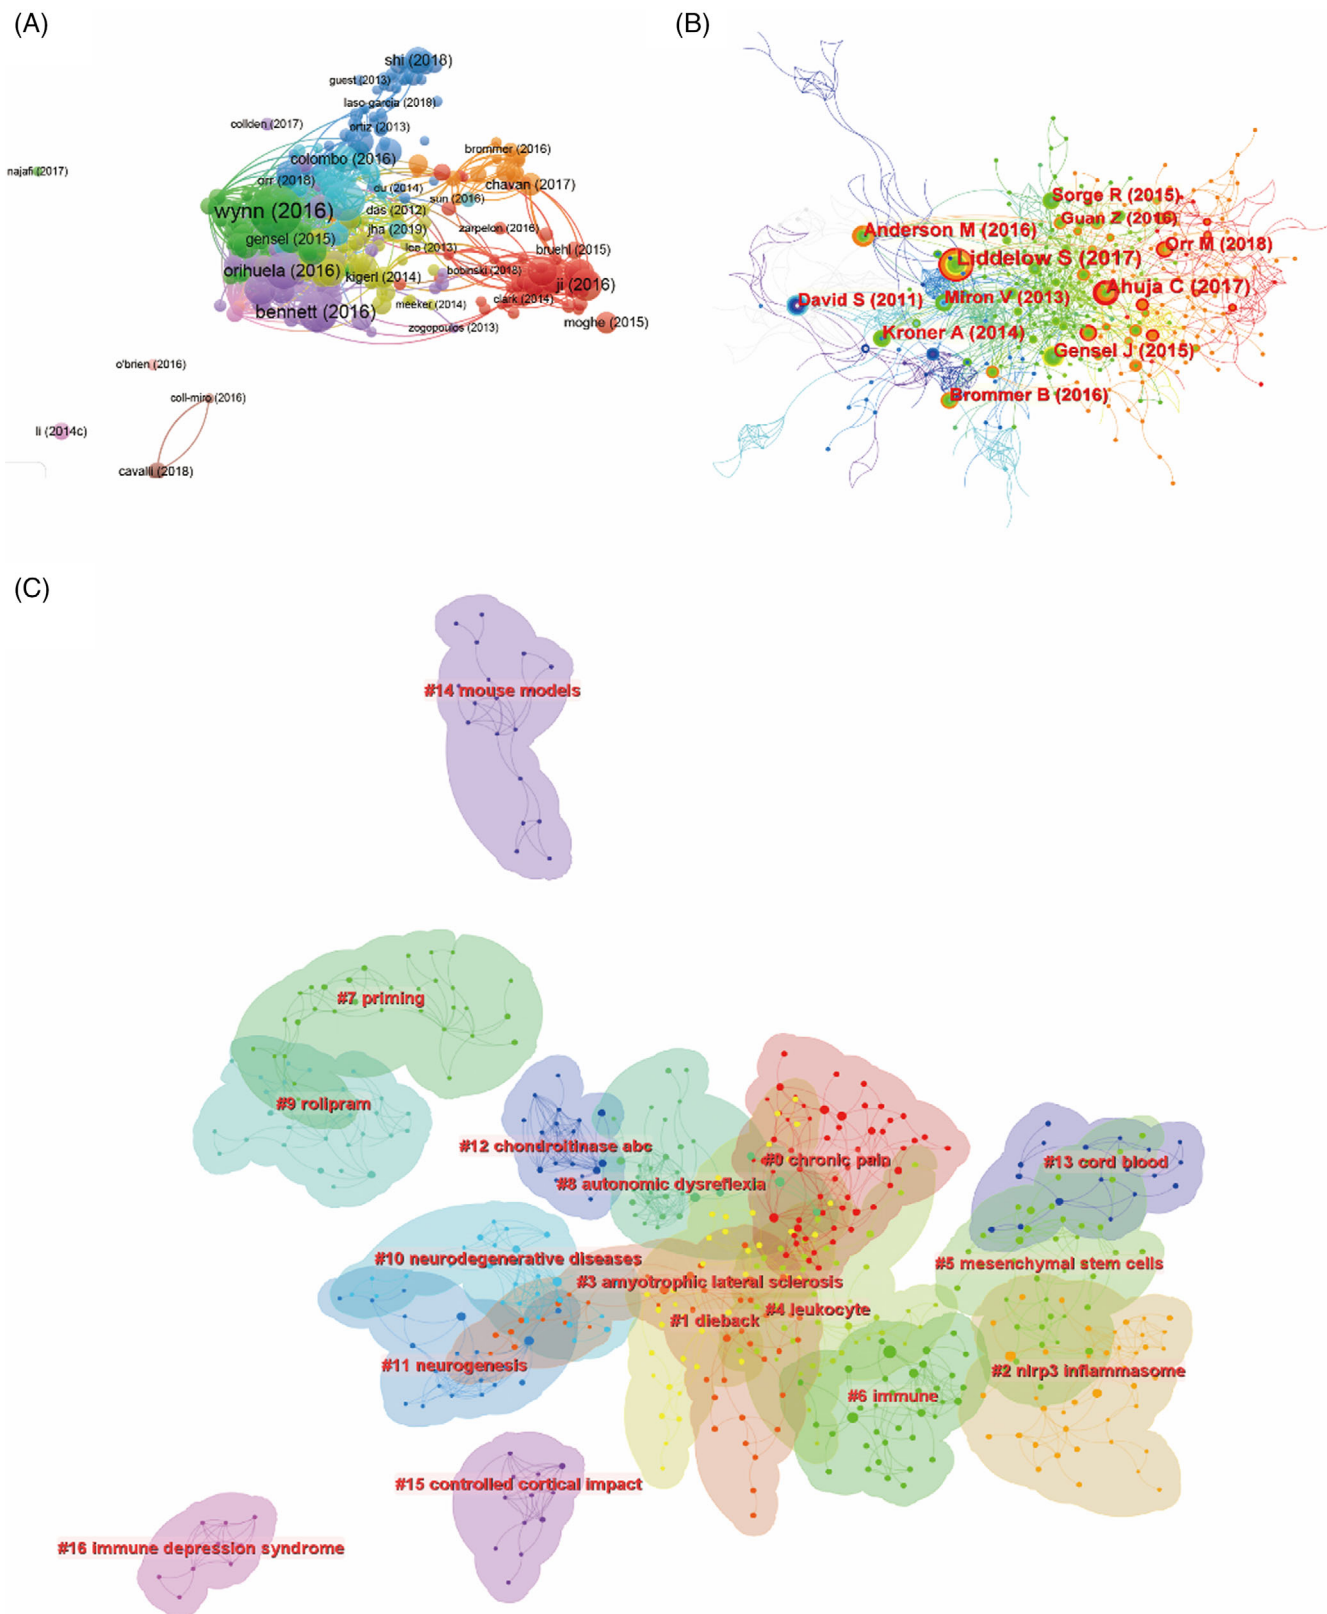 (A)
shi (2018)
guest (2013)
laso-garcia (2018)
collden (2017)
ortiz (2013)
brommer (2016)
colombo (2016)
najafi (2017)
orr (2018)
du (2014)
chavan (2017)
sun (2016)
wynn (2016)
das (2012)
jha (2019)
zarpelon (2016)
gensel (2015)
lee (2013)
bruehl (2015)
orihuela (2016)
kigerl (2014)
bobinski (2018)
ji (2016)
clark (2014)
meeker (2014)
bennett (2016)
moghe (2015)
zogopoulos (2013)
o'brien (2016)
coll-miro (2016)
li (2014c)
cavalli (2018)
(B)
Sorge R (2015)
Guan Z (2016)
Anderson M (2016)
Orr M (2018)
Liddelow S (2017)
Ahuja C (2017)
David S (2011)
Miron V (2013)
Kroner A (2014)
Gensel J (2015)
Brommer B (2016)
(C)
#14 mouse models
#7 priming
#9 rolipram
#12 chondroitinase abc
#0 chronic pain
#13 cord blood
#8 autonomic dysreflexia
#10 neurodegenerative diseases
#5 mesenchymal stem cells
#3 amyotrophic lateral sclerosis
#4 leukocyte
#1 dieback
#11 neurogenesis
#2 nlrp3 inflammasome
#6 immune
#15 controlled cortical impact
#16 immune depression syndrome